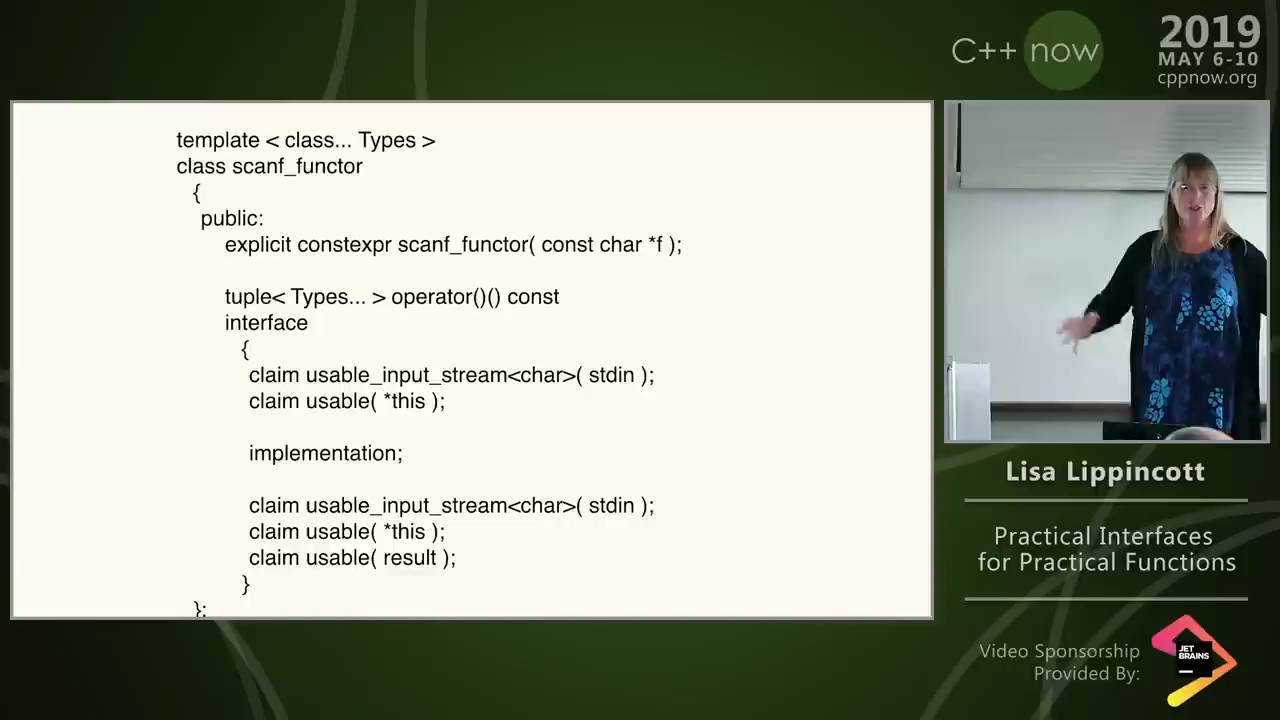 C++ now
2019
MAY 6-10
cppnow.org
template < class... Types >
class scanf_functor
{
public:
explicit constexpr scanf_functor( const char *f );
tuple< Types... > operator()() const
interface
{
claim usable_input_stream<char>( stdin );
claim usable( *this );
implementation;
claim usable_input_stream<char>( stdin );
claim usable( *this );
claim usable( result );
}
};
Lisa Lippincott
Practical Interfaces
for Practical Functions
Video Sponsorship
Provided By:
JET
BRAINS